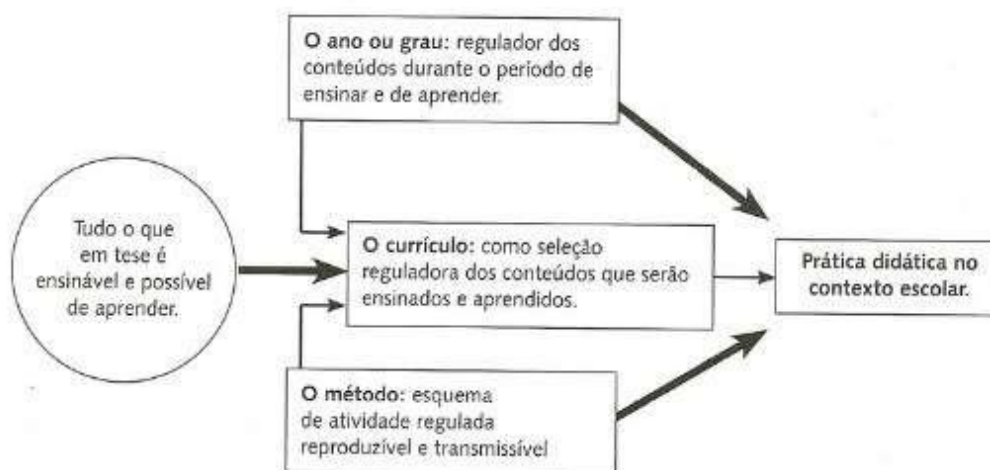 O ano ou grau: regulador dos
conteúdos durante o período de
ensinar e de aprender.
Tudo o que
em tese é
ensinável e possível
de aprender.
O currículo: como seleção
reguladora dos conteúdos que serão
ensinados e aprendidos.
Prática didática no
contexto escolar.
O método: esquema
de atividade regulada
reproduzível e transmissível